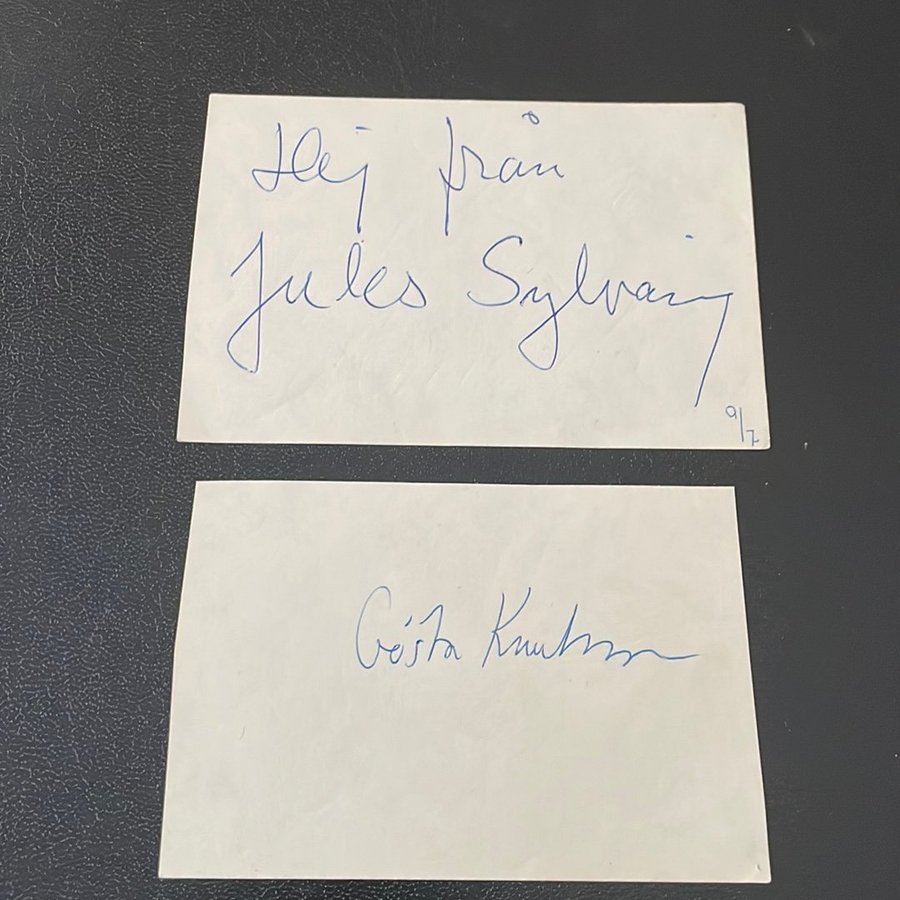 Hej från
Jules Sylvain
9/7
Gösta Knutsson